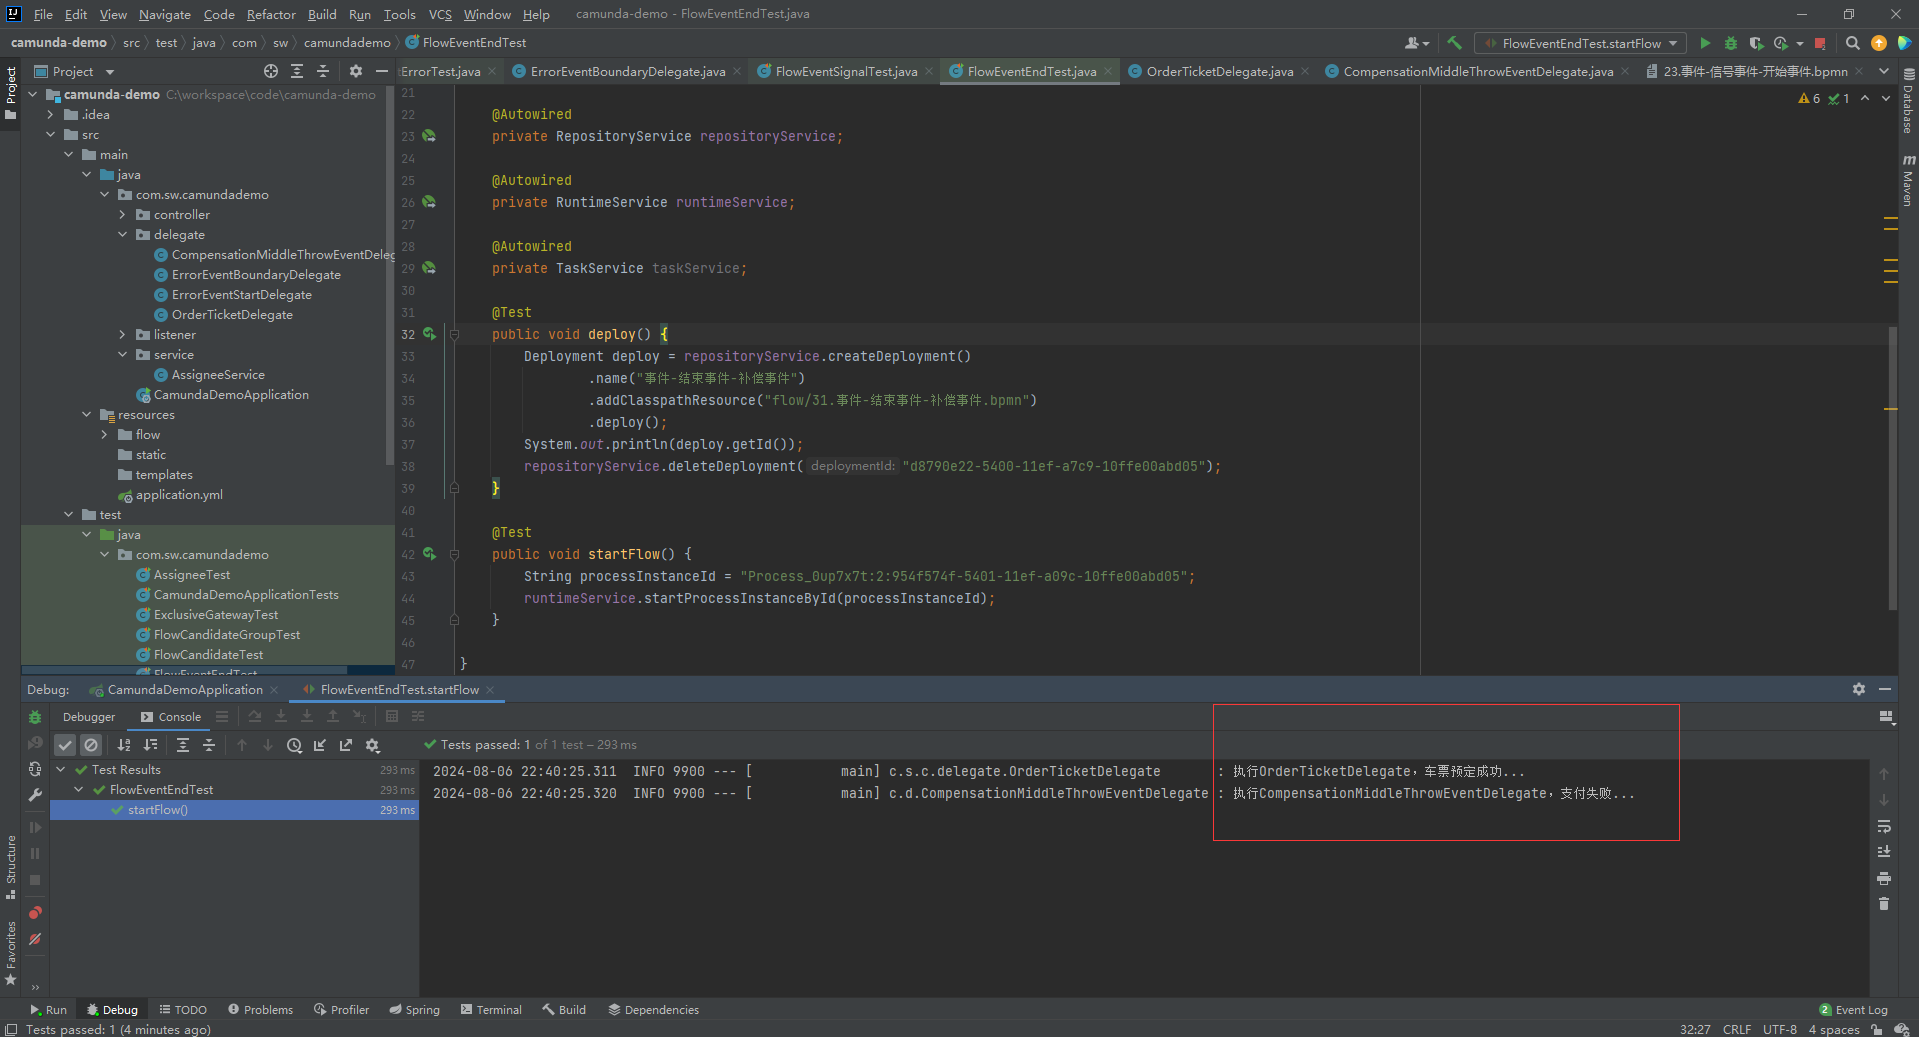 File Edit View Navigate Code Refactor Build Run Tools VCS Window Help camunda-demo - FlowEventEndTest.java
camunda-demo src test java com sw camundademo FlowEventEndTest
FlowEventEndTest.startFlow
Project
ErrorTest.java ErrorEventBoundaryDelegate.java FlowEventSignalTest.java FlowEventEndTest.java OrderTicketDelegate.java CompensationMiddleThrowEventDelegate.java 23.事件-信号事件-开始事件.bpmn
camunda-demo C:\workspace\code\camunda-demo
.idea
src
main
java
com.sw.camundademo
controller
delegate
CompensationMiddleThrowEventDeleg
ErrorEventBoundaryDelegate
ErrorEventStartDelegate
OrderTicketDelegate
listener
service
AssigneeService
CamundaDemoApplication
resources
flow
static
templates
application.yml
test
java
com.sw.camundademo
AssigneeTest
CamundaDemoApplicationTests
ExclusiveGatewayTest
FlowCandidateGroupTest
FlowCandidateTest
FlowEventEndTest
6 1
21
22 @Autowired
23 private RepositoryService repositoryService;
24
25 @Autowired
26 private RuntimeService runtimeService;
27
28 @Autowired
29 private TaskService taskService;
30
31 @Test
32 public void deploy() {
33 Deployment deploy = repositoryService.createDeployment()
34 .name("事件-结束事件-补偿事件")
35 .addClasspathResource("flow/31.事件-结束事件-补偿事件.bpmn")
36 .deploy();
37 System.out.println(deploy.getId());
38 repositoryService.deleteDeployment( deploymentId: "d8790e22-5400-11ef-a7c9-10ffe00abd05");
39 }
40
41 @Test
42 public void startFlow() {
43 String processInstanceId = "Process_0up7x7t:2:954f574f-5401-11ef-a09c-10ffe00abd05";
44 runtimeService.startProcessInstanceById(processInstanceId);
45 }
46
47 }
Project
Structure
Favorites
Database
m Maven
Debug: CamundaDemoApplication FlowEventEndTest.startFlow
Debugger Console
Tests passed: 1 of 1 test – 293 ms
Test Results 293 ms
FlowEventEndTest 293 ms
startFlow() 293 ms
2024-08-06 22:40:25.311 INFO 9900 --- [ main] c.s.c.delegate.OrderTicketDelegate : 执行OrderTicketDelegate，车票预定成功...
2024-08-06 22:40:25.320 INFO 9900 --- [ main] c.d.CompensationMiddleThrowEventDelegate : 执行CompensationMiddleThrowEventDelegate，支付失败...
Run Debug TODO Problems Profiler Spring Terminal Build Dependencies 2 Event Log
Tests passed: 1 (4 minutes ago) 32:27 CRLF UTF-8 4 spaces